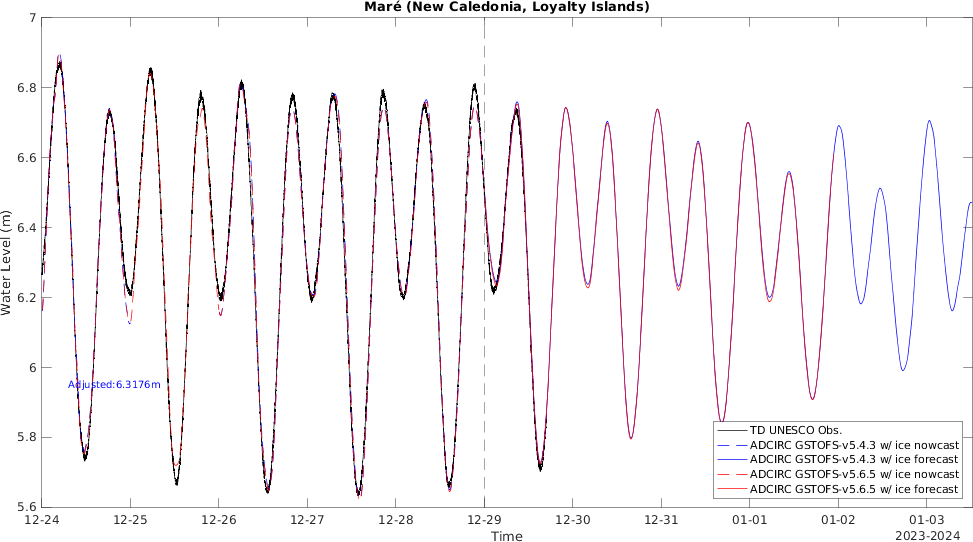 Maré (New Caledonia, Loyalty Islands)
7
6.8
6.6
6.4
6.2
6
5.8
5.6
Water Level (m)
Adjusted:6.3176m
TD UNESCO Obs.
ADCIRC GSTOFS-v5.4.3 w/ ice nowcast
ADCIRC GSTOFS-v5.4.3 w/ ice forecast
ADCIRC GSTOFS-v5.6.5 w/ ice nowcast
ADCIRC GSTOFS-v5.6.5 w/ ice forecast
12-24 12-25 12-26 12-27 12-28 12-29 12-30 12-31 01-01 01-02 01-03
Time
2023-2024